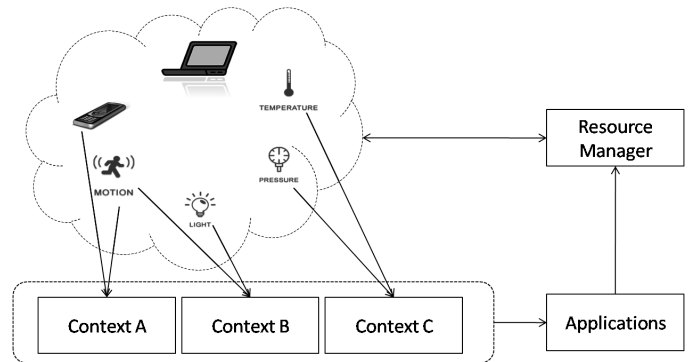 TEMPERATURE
Resource
Manager
MOTION
PRESSURE
LIGHT
Context A
Context B
Context C
Applications